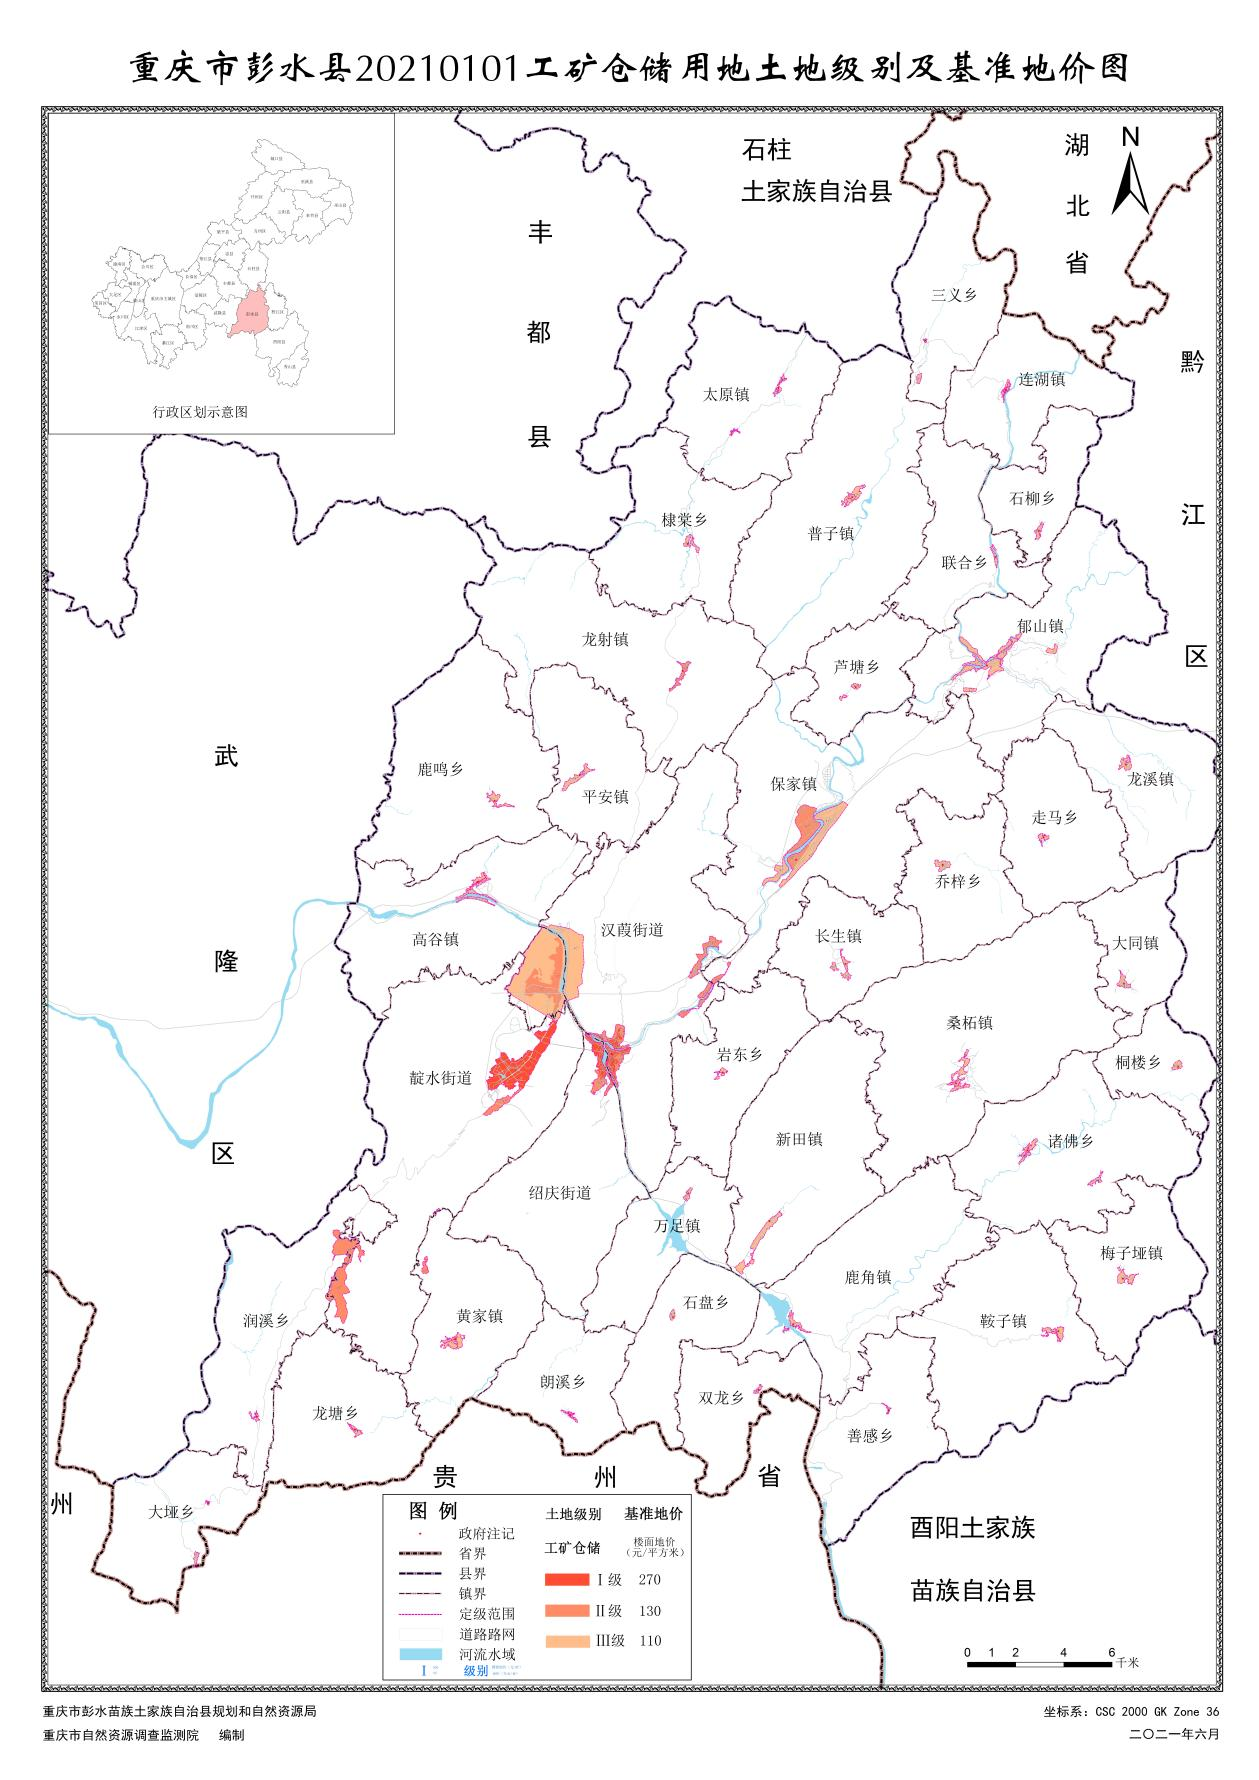 重庆市彭水县20210101工矿仓储用地土地级别及基准地价图
行政区划示意图
石柱
土家族自治县
湖
北
省
N
丰
都
县
黔
江
区
武
隆
区
三义乡
连湖镇
太原镇
石柳乡
棣棠乡
普子镇
联合乡
郁山镇
龙射镇
芦塘乡
鹿鸣乡
平安镇
保家镇
龙溪镇
走马乡
乔梓乡
高谷镇
汉葭街道
长生镇
大同镇
桑柘镇
岩东乡
桐楼乡
靛水街道
新田镇
诸佛乡
绍庆街道
万足镇
梅子垭镇
鹿角镇
石盘乡
润溪乡
黄家镇
鞍子镇
朗溪乡
双龙乡
龙塘乡
善感乡
大垭乡
贵
州
省
州
酉阳土家族
苗族自治县
图 例
政府注记
省界
县界
镇界
定级范围
道路路网
河流水域
I 级别
土地级别 基准地价
工矿仓储 楼面地价
(元/平方米)
I级 270
II级 130
III级 110
0 1 2 4 6
千米
重庆市彭水苗族土家族自治县规划和自然资源局
重庆市自然资源调查监测院 编制
坐标系：CSC 2000 GK Zone 36
二〇二一年六月